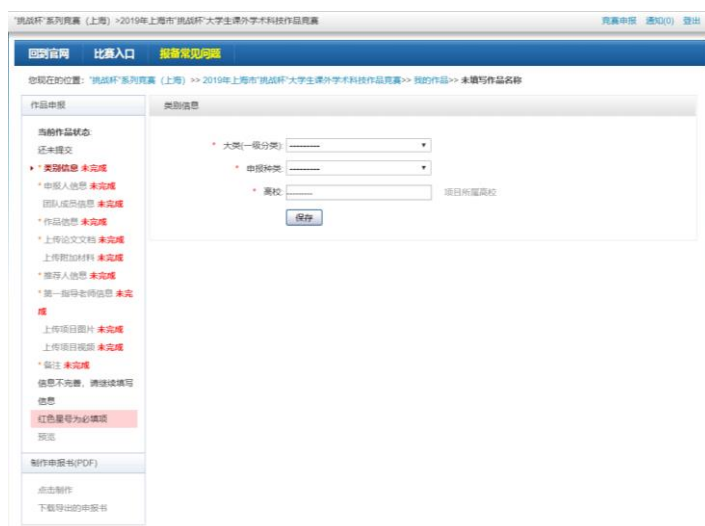 "挑战杯"系列竞赛（上海）>2019年上海市"挑战杯"大学生课外学术科技作品竞赛
竞赛申报 通知(0) 登出
回到官网 比赛入口 报备常见问题
您现在的位置："挑战杯"系列竞赛（上海）>> 2019年上海市"挑战杯"大学生课外学术科技作品竞赛>> 我的作品>> 未填写作品名称
作品申报
类别信息
当前作品状态:
还未提交
* 类别信息 未完成
* 申报人信息 未完成
团队成员信息 未完成
* 作品信息 未完成
* 上传论文文档 未完成
上传附加材料 未完成
* 推荐人信息 未完成
* 第一指导老师信息 未完
成
上传项目图片 未完成
上传项目视频 未完成
* 备注 未完成
信息不完善，请继续填写
信息
红色星号为必填项
预览
制作申报书(PDF)
点击制作
下载导出的申报书
* 大类(一级分类): ---------
* 申报种类: ---------
* 高校: --------- 项目所属高校
保存